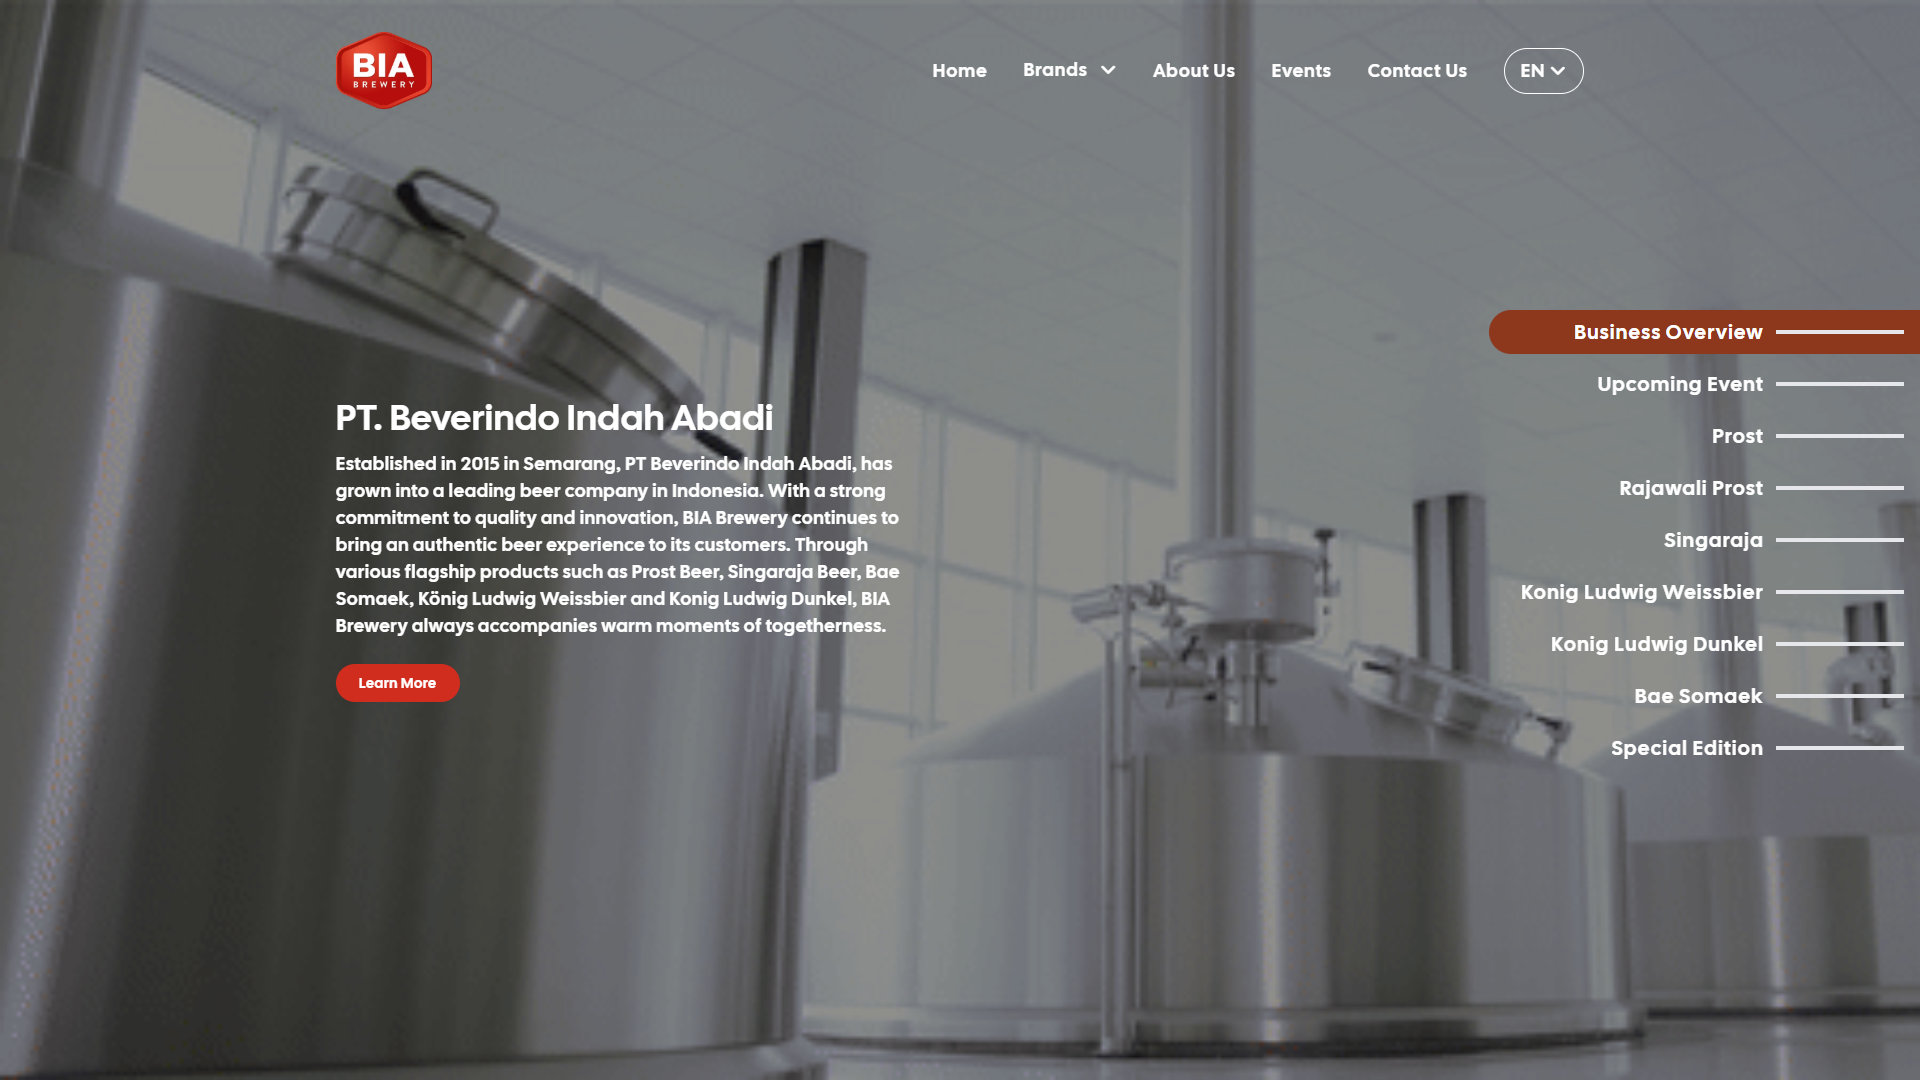 BIA
BREWERY
Home
Brands
About Us
Events
Contact Us
EN
Business Overview
Upcoming Event
Prost
Rajawali Prost
Singaraja
Konig Ludwig Weissbier
Konig Ludwig Dunkel
Bae Somaek
Special Edition
PT. Beverindo Indah Abadi
Established in 2015 in Semarang, PT Beverindo Indah Abadi, has
grown into a leading beer company in Indonesia. With a strong
commitment to quality and innovation, BIA Brewery continues to
bring an authentic beer experience to its customers. Through
various flagship products such as Prost Beer, Singaraja Beer, Bae
Somaek, König Ludwig Weissbier and Konig Ludwig Dunkel, BIA
Brewery always accompanies warm moments of togetherness.
Learn More